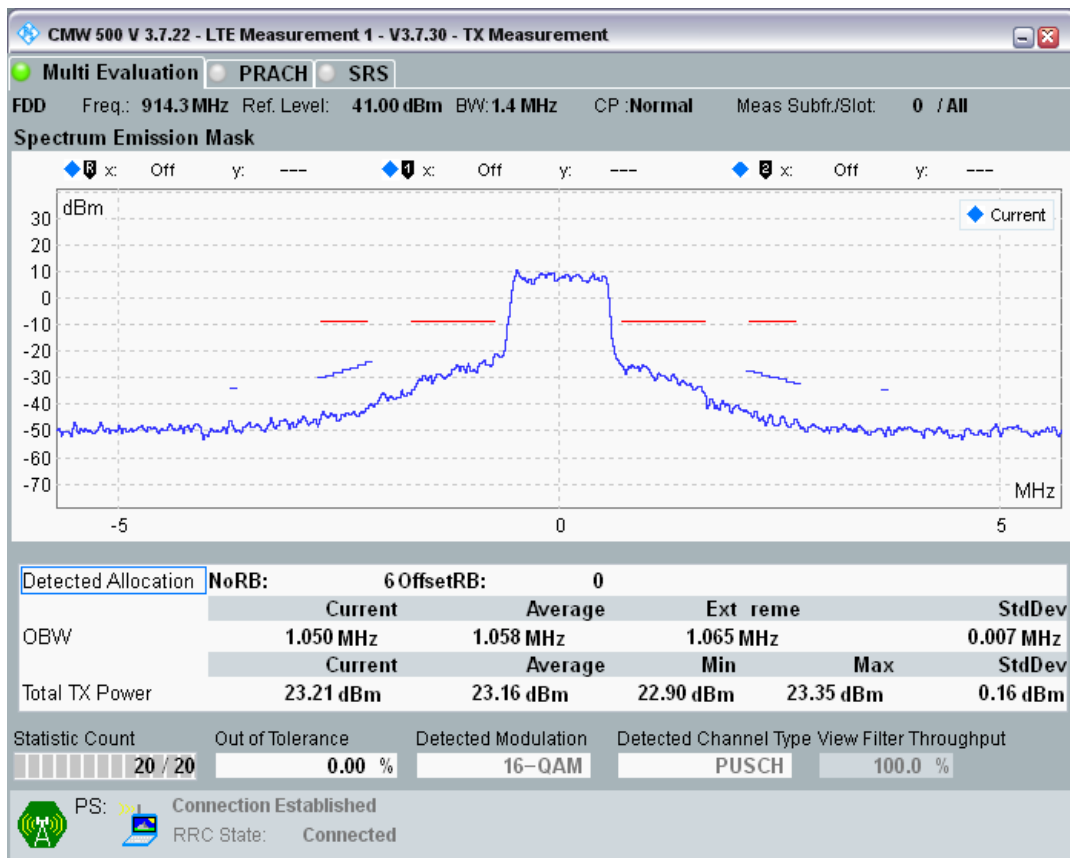 CMW 500 V 3.7.22 - LTE Measurement 1 - V3.7.30 - TX Measurement
Multi Evaluation PRACH SRS
FDD Freq.: 914.3 MHz Ref. Level: 41.00 dBm BW: 1.4 MHz CP :Normal Meas Subfr./Slot: 0 / All
Spectrum Emission Mask
R x: Off y: --- 1 x: Off y: --- 2 x: Off y: ---
dBm
Current
30
20
10
0
-10
-20
-30
-40
-50
-60
-70
MHz
-5 0 5
Detected Allocation NoRB: 6 OffsetRB: 0
Current Average Ext reme StdDev
OBW 1.050 MHz 1.058 MHz 1.065 MHz 0.007 MHz
Current Average Min Max StdDev
Total TX Power 23.21 dBm 23.16 dBm 22.90 dBm 23.35 dBm 0.16 dBm
Statistic Count Out of Tolerance Detected Modulation Detected Channel Type View Filter Throughput
20 / 20 0.00 % 16-QAM PUSCH 100.0 %
PS: Connection Established
RRC State: Connected